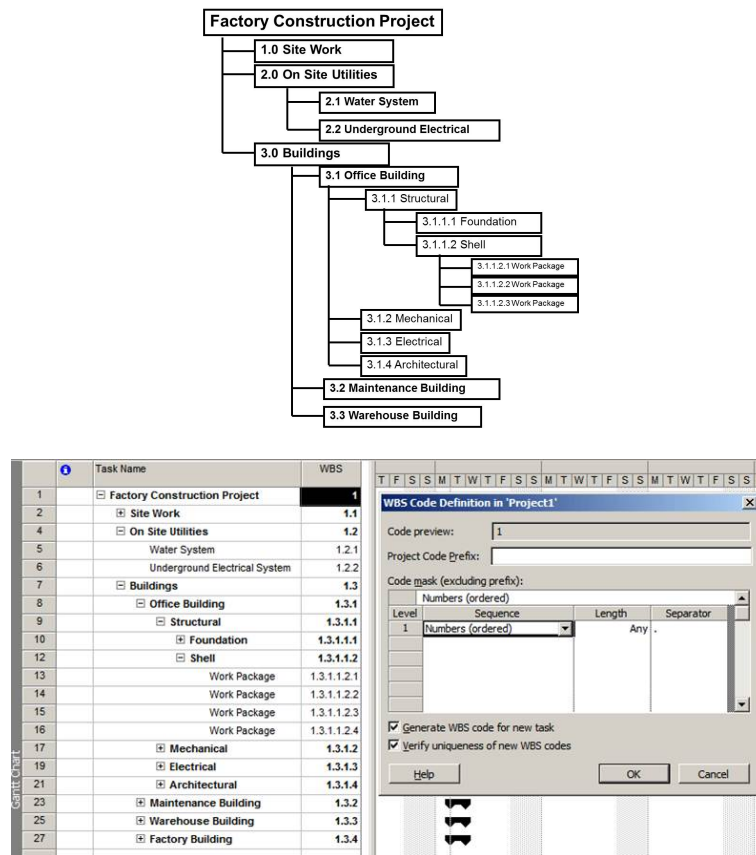 Factory Construction Project
1.0 Site Work
2.0 On Site Utilities
2.1 Water System
2.2 Underground Electrical
3.0 Buildings
3.1 Office Building
3.1.1 Structural
3.1.1.1 Foundation
3.1.1.2 Shell
3.1.1.2.1 Work Package
3.1.1.2.2 Work Package
3.1.1.2.3 Work Package
3.1.2 Mechanical
3.1.3 Electrical
3.1.4 Architectural
3.2 Maintenance Building
3.3 Warehouse Building
Task Name WBS
1 Factory Construction Project 1
2 Site Work 1.1
4 On Site Utilities 1.2
5 Water System 1.2.1
6 Underground Electrical System 1.2.2
7 Buildings 1.3
8 Office Building 1.3.1
9 Structural 1.3.1.1
10 Foundation 1.3.1.1.1
12 Shell 1.3.1.1.2
13 Work Package 1.3.1.1.2.1
14 Work Package 1.3.1.1.2.2
15 Work Package 1.3.1.1.2.3
16 Work Package 1.3.1.1.2.4
17 Mechanical 1.3.1.2
19 Electrical 1.3.1.3
21 Architectural 1.3.1.4
23 Maintenance Building 1.3.2
25 Warehouse Building 1.3.3
27 Factory Building 1.3.4
Gantt Chart
T F S S M T W T F S S M T W T F S S M T W T F S S
WBS Code Definition in 'Project1'
Code preview: 1
Project Code Prefix:
Code mask (excluding prefix):
Numbers (ordered)
Level Sequence Length Separator
1 Numbers (ordered) Any .
Generate WBS code for new task
Verify uniqueness of new WBS codes
Help OK Cancel